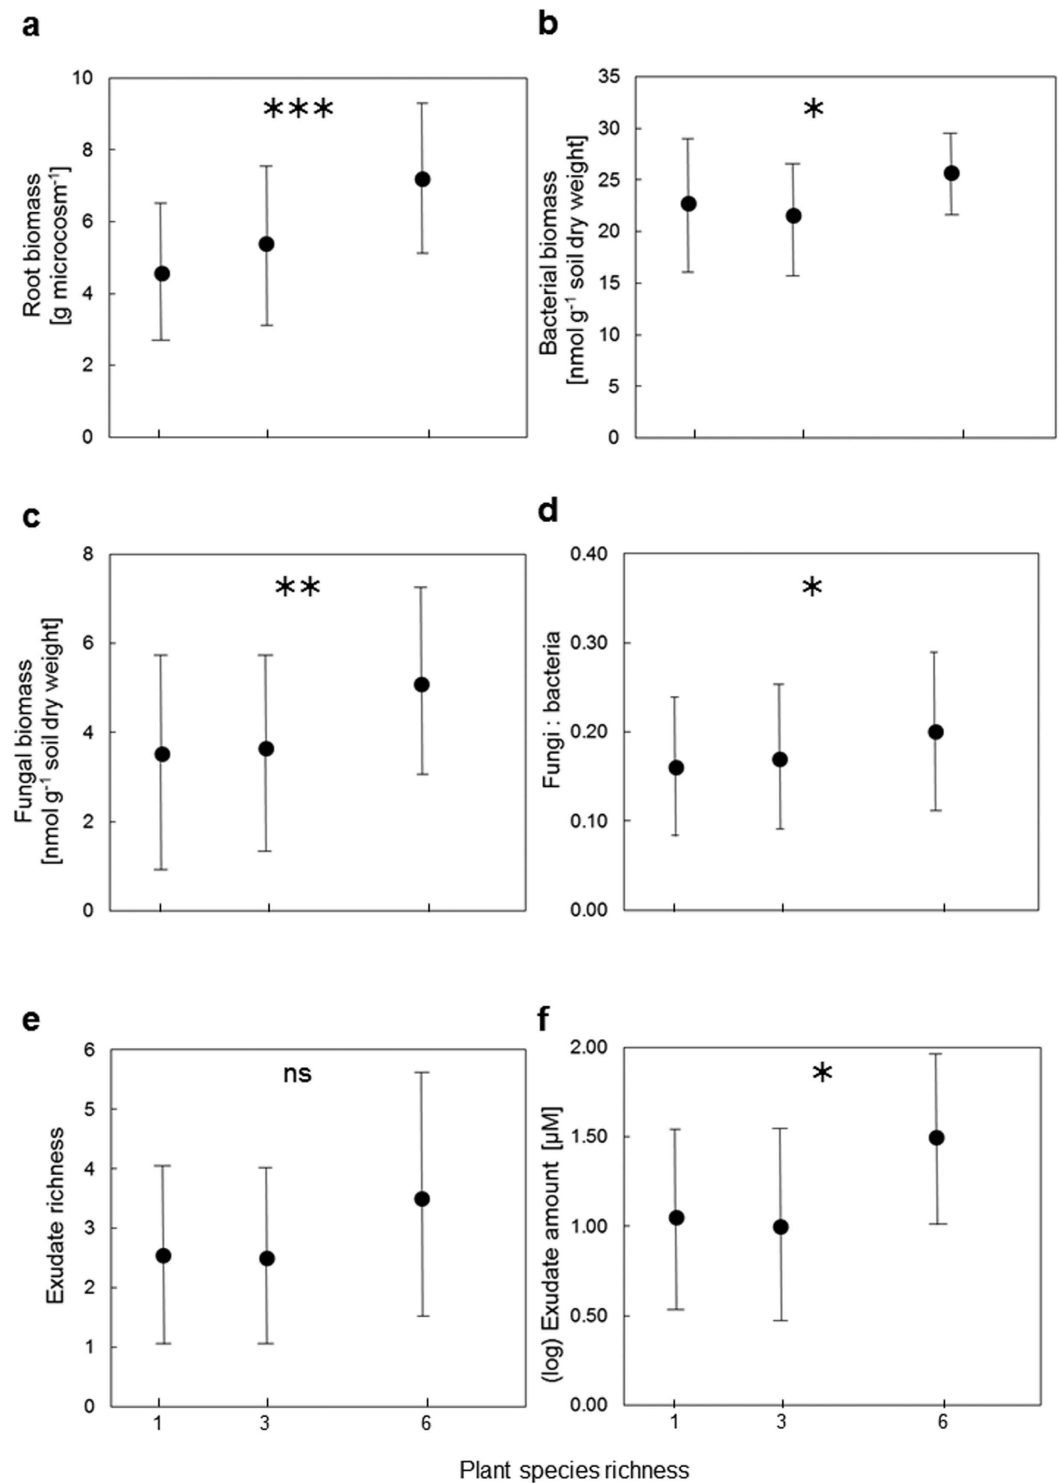 a
10
8
6
4
2
0
Root biomass
[g microcosm-1]
***
b
35
30
25
20
15
10
5
0
Bacterial biomass
[nmol g-1 soil dry weight]
*
c
8
6
4
2
0
Fungal biomass
[nmol g-1 soil dry weight]
**
d
0.40
0.30
0.20
0.10
0.00
Fungi : bacteria
*
e
6
5
4
3
2
1
0
Exudate richness
ns
1 3 6
f
2.00
1.50
1.00
0.50
0.00
(log) Exudate amount [µM]
*
1 3 6
Plant species richness